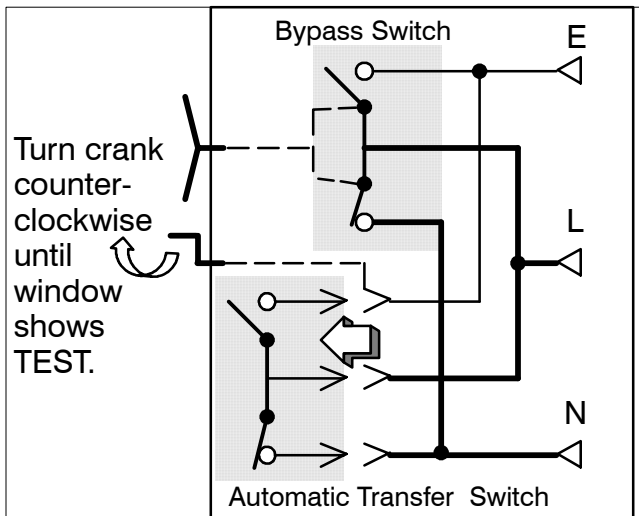 Bypass Switch
E
Turn crank
counter-
clockwise
until
window
shows
TEST.
L
N
Automatic Transfer Switch